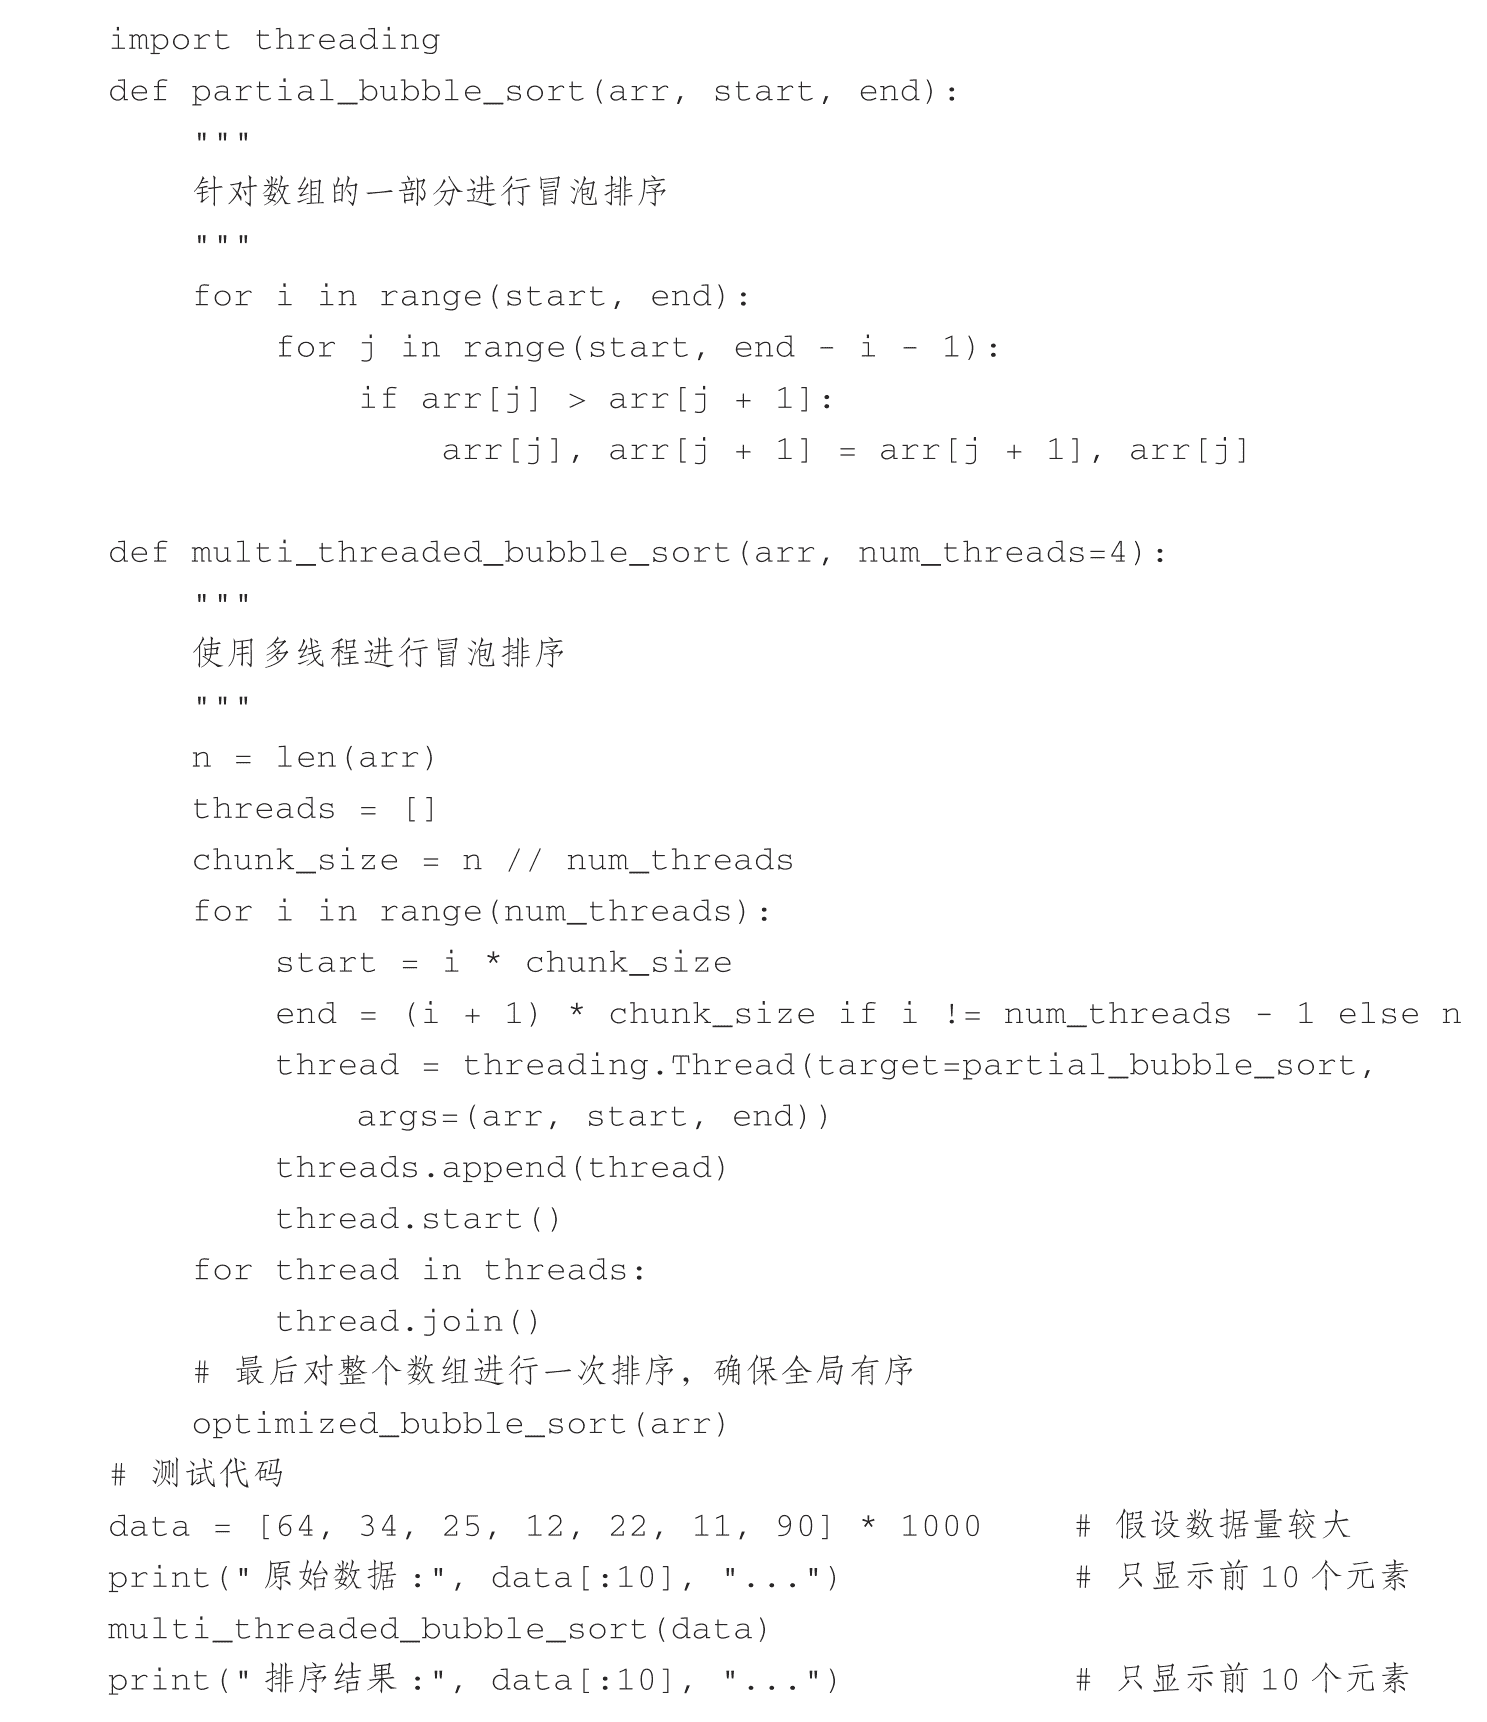 import threading
def partial_bubble_sort(arr, start, end):
    """
    针对数组的一部分进行冒泡排序
    """
    for i in range(start, end):
        for j in range(start, end - i - 1):
            if arr[j] > arr[j + 1]:
                arr[j], arr[j + 1] = arr[j + 1], arr[j]

def multi_threaded_bubble_sort(arr, num_threads=4):
    """
    使用多线程进行冒泡排序
    """
    n = len(arr)
    threads = []
    chunk_size = n // num_threads
    for i in range(num_threads):
        start = i * chunk_size
        end = (i + 1) * chunk_size if i != num_threads - 1 else n
        thread = threading.Thread(target=partial_bubble_sort,
            args=(arr, start, end))
        threads.append(thread)
        thread.start()
    for thread in threads:
        thread.join()
    # 最后对整个数组进行一次排序，确保全局有序
    optimized_bubble_sort(arr)
# 测试代码
data = [64, 34, 25, 12, 22, 11, 90] * 1000    # 假设数据量较大
print("原始数据:", data[:10], "...")    # 只显示前10个元素
multi_threaded_bubble_sort(data)
print("排序结果:", data[:10], "...")    # 只显示前10个元素